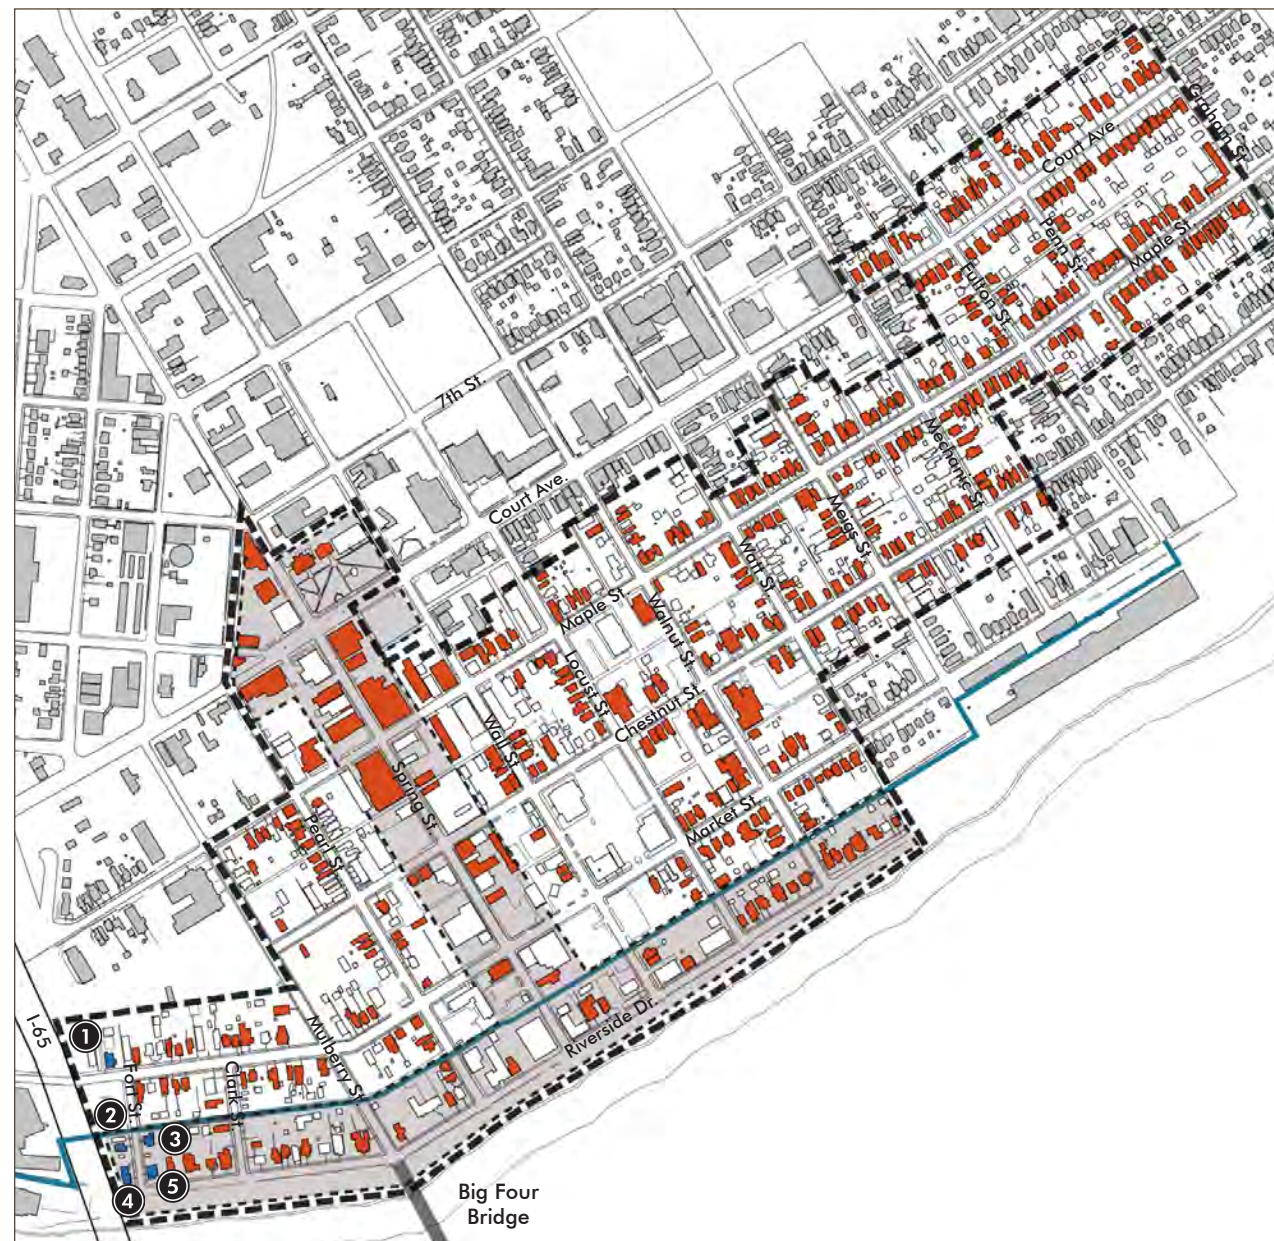 Graham St.
Court Ave.
Penn St.
Maple St.
Fulton St.
7th St.
Mechanic St.
Court Ave.
Meigs St.
Watt St.
Maple St.
Walnut St.
Locust St.
Chestnut St.
Wall St.
Spring St.
Market St.
Pearl St.
Riverside Dr.
I-65
1
Mulberry St.
Fort St.
Clark St.
2
3
4
5
Big Four
Bridge